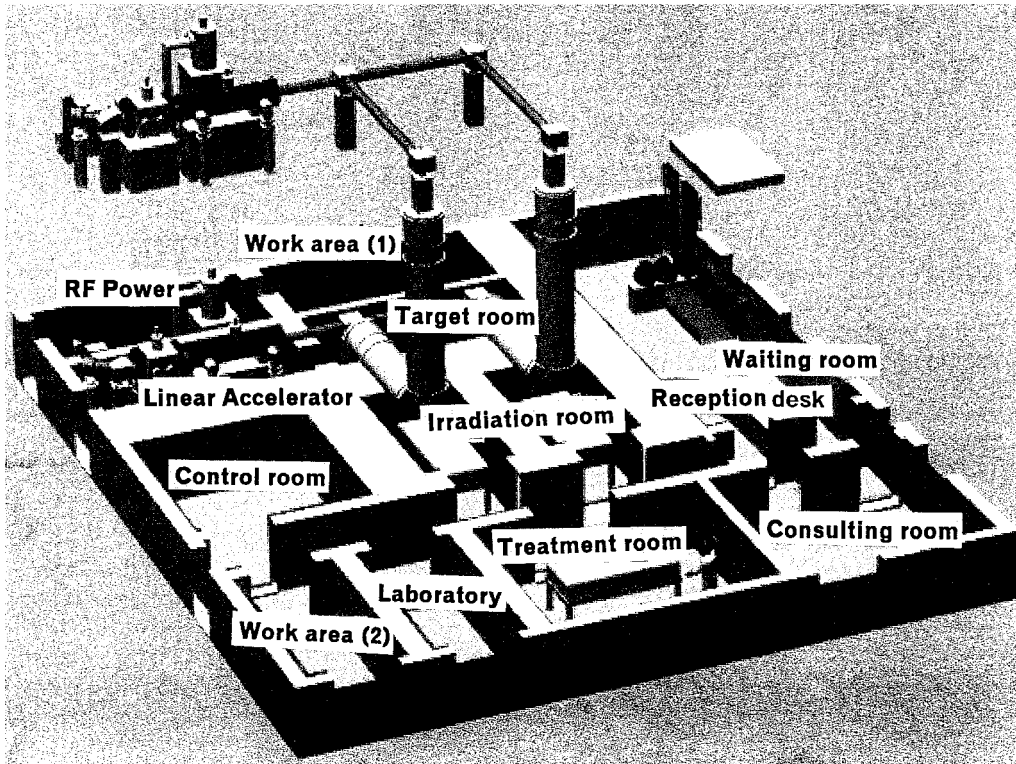 Work area (1)
RF Power
Target room
Waiting room
Linear Accelerator
Reception desk
Irradiation room
Control room
Consulting room
Treatment room
Laboratory
Work area (2)